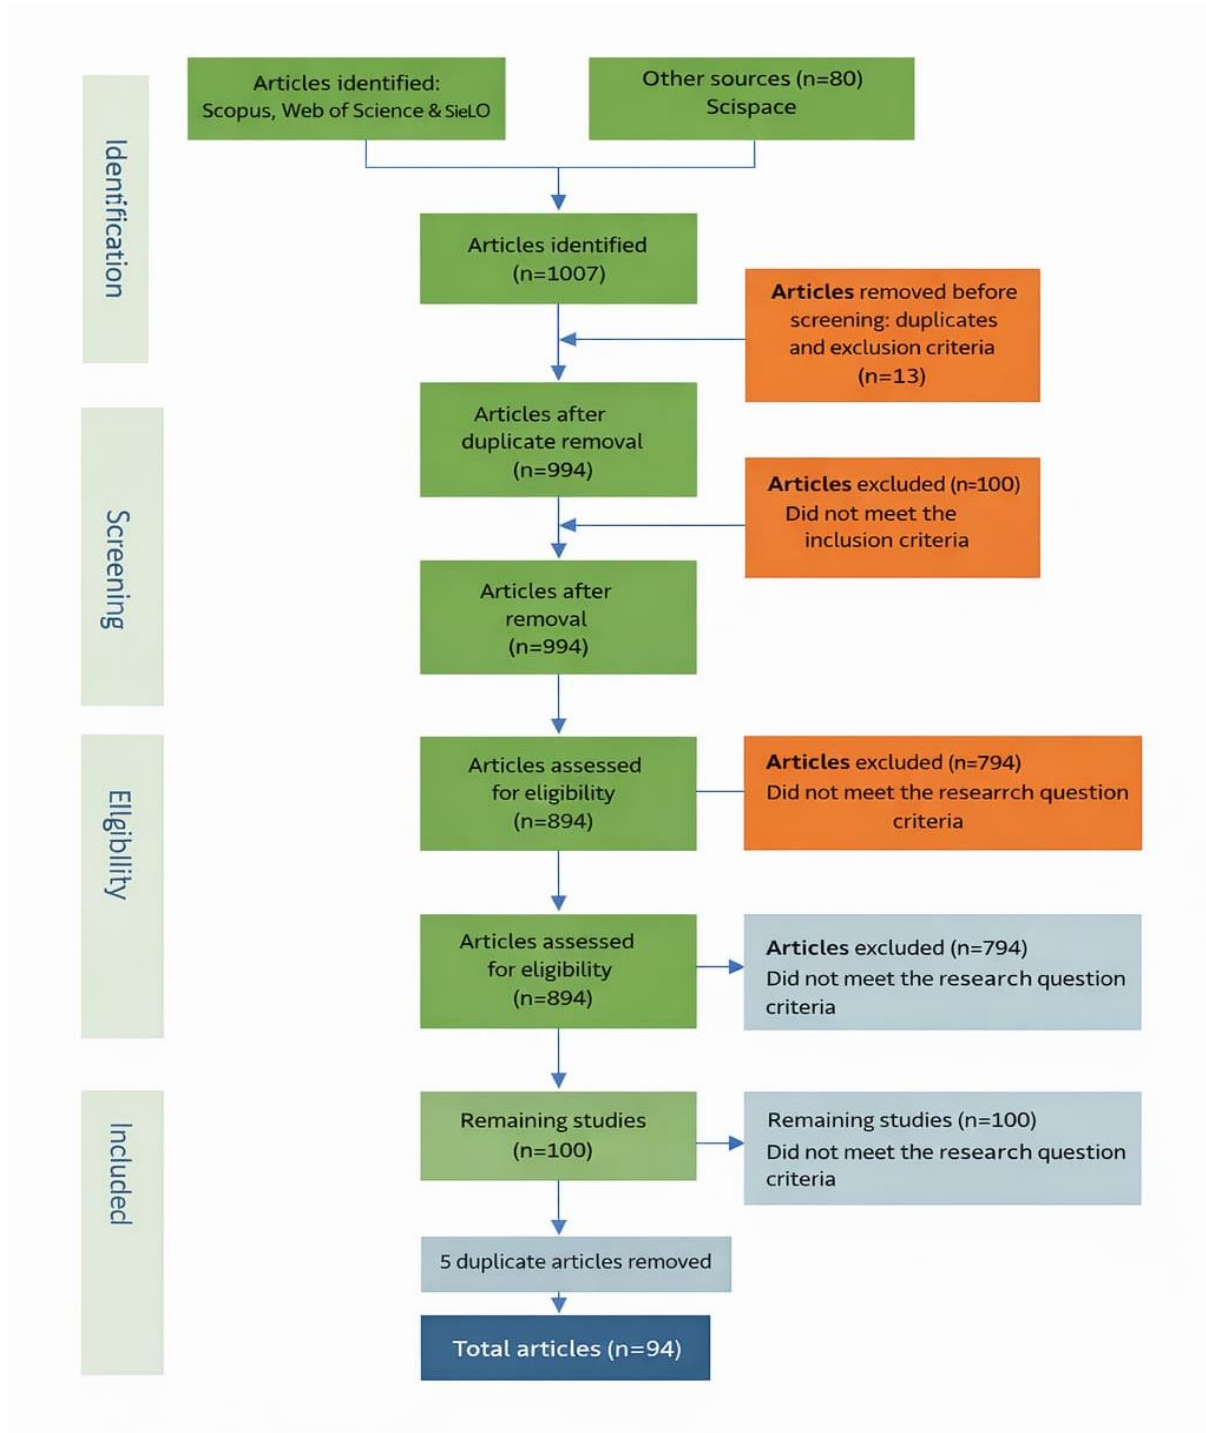 Identification
Articles identified:
Scopus, Web of Science & SieLO
Other sources (n=80)
Scispace
Articles identified
(n=1007)
Articles removed before
screening: duplicates
and exclusion criteria
(n=13)
Screening
Articles after
duplicate removal
(n=994)
Articles excluded (n=100)
Did not meet the
inclusion criteria
Articles after
removal
(n=994)
Ellgibllity
Articles assessed
for eligibility
(n=894)
Articles excluded (n=794)
Did not meet the researrch question
criteria
Articles assessed
for eligibility
(n=894)
Articles excluded (n=794)
Did not meet the research question
criteria
Included
Remaining studies
(n=100)
Remaining studies (n=100)
Did not meet the research question
criteria
5 duplicate articles removed
Total articles (n=94)